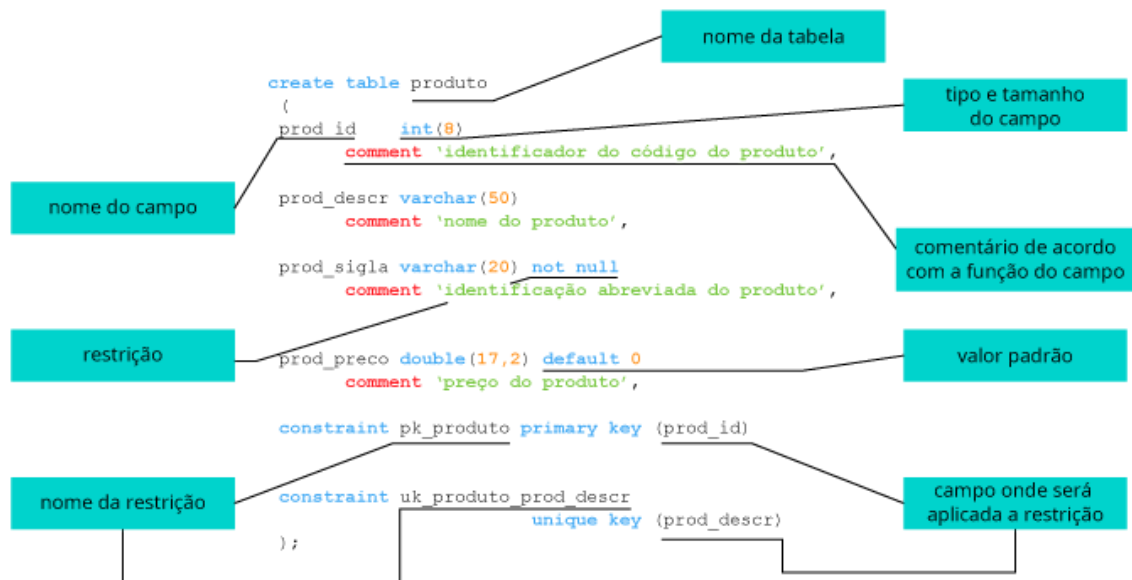 nome da tabela
create table produto
(
tipo e tamanho
do campo
prod_id int(8)
comment ‘identificador do código do produto’,
nome do campo
prod_descr varchar(50)
comment ‘nome do produto’,
comentário de acordo
com a função do campo
prod_sigla varchar(20) not null
comment ‘identificação abreviada do produto’,
restrição
prod_preco double(17,2) default 0
comment ‘preço do produto’,
valor padrão
constraint pk_produto primary key (prod_id)
nome da restrição
constraint uk_produto_prod_descr
unique key (prod_descr)
);
campo onde será
aplicada a restrição